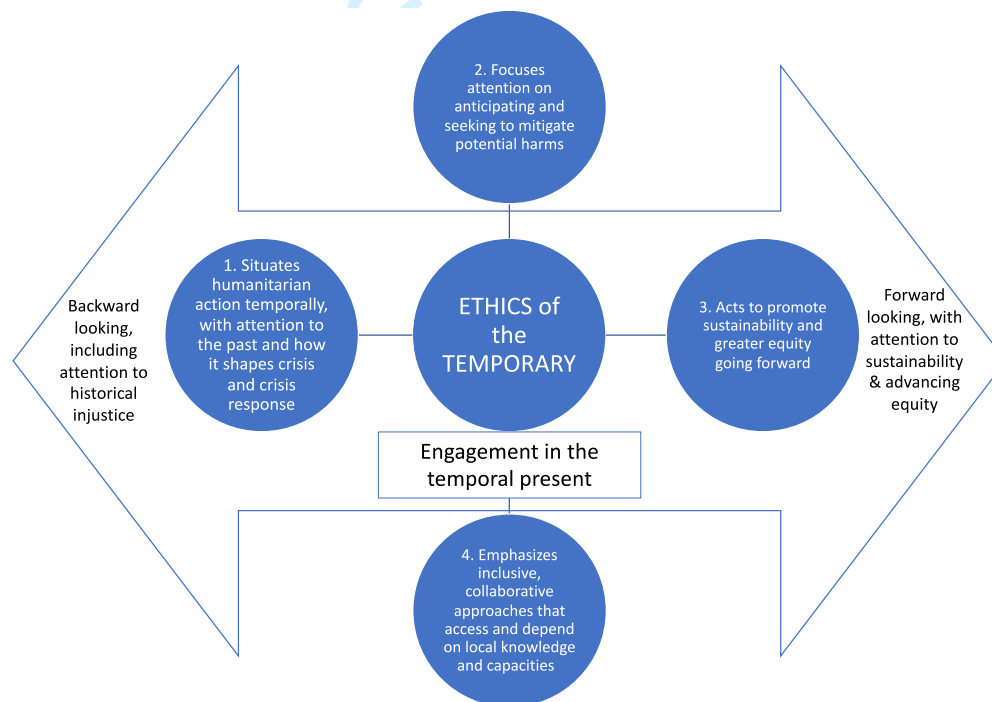 2. Focuses
attention on
anticipating and
seeking to mitigate
potential harms
Backward
looking,
including
attention to
historical
injustice
1. Situates
humanitarian
action temporally,
with attention to
the past and how
it shapes crisis
and crisis
response
ETHICS of
the
TEMPORARY
3. Acts to promote
sustainability and
greater equity
going forward
Forward
looking, with
attention to
sustainability
& advancing
equity
Engagement in the
temporal present
4. Emphasizes
inclusive,
collaborative
approaches that
access and depend
on local knowledge
and capacities